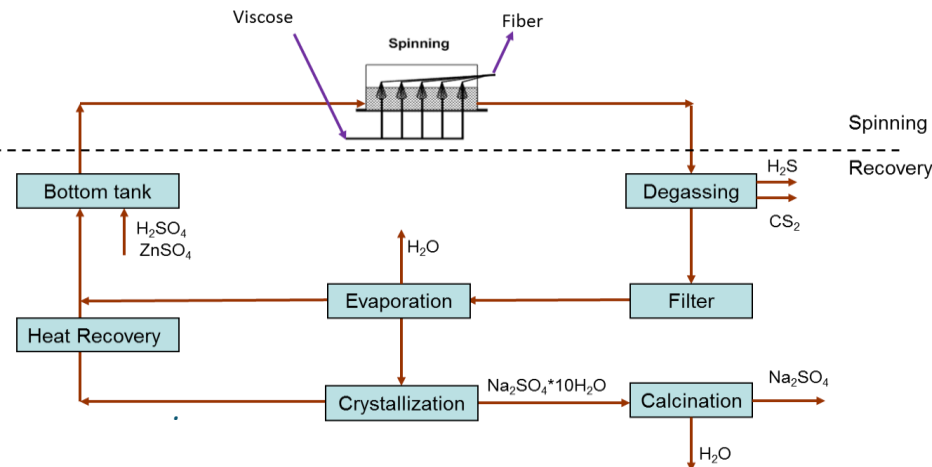 Viscose
Fiber
Spinning
Spinning
Recovery
Bottom tank
Degassing
H₂S
CS₂
H₂SO₄
ZnSO₄
H₂O
Evaporation
Filter
Heat Recovery
Crystallization
Na₂SO₄*10H₂O
Calcination
Na₂SO₄
H₂O